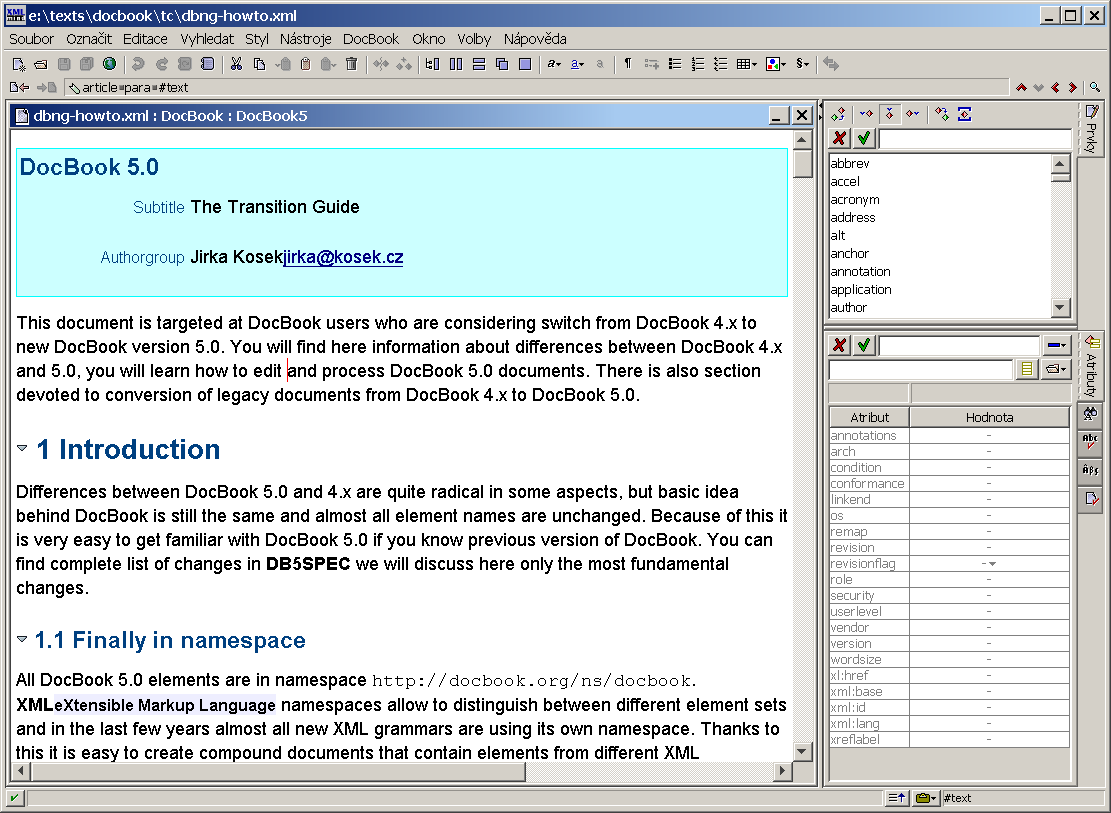 XML mind e:\texts\docbook\tc\dbng-howto.xml
Soubor Označit Editace Vyhledat Styl Nástroje DocBook Okno Volby Nápověda
article para #text
dbng-howto.xml : DocBook : DocBook5
DocBook 5.0
Subtitle The Transition Guide
Authorgroup Jirka Kosekjirka@kosek.cz
This document is targeted at DocBook users who are considering switch from DocBook 4.x to
new DocBook version 5.0. You will find here information about differences between DocBook 4.x
and 5.0, you will learn how to edit and process DocBook 5.0 documents. There is also section
devoted to conversion of legacy documents from DocBook 4.x to DocBook 5.0.
1 Introduction
Differences between DocBook 5.0 and 4.x are quite radical in some aspects, but basic idea
behind DocBook is still the same and almost all element names are unchanged. Because of this it
is very easy to get familiar with DocBook 5.0 if you know previous version of DocBook. You can
find complete list of changes in DB5SPEC we will discuss here only the most fundamental
changes.
1.1 Finally in namespace
All DocBook 5.0 elements are in namespace http://docbook.org/ns/docbook.
XMLeXtensible Markup Language namespaces allow to distinguish between different element sets
and in the last few years almost all new XML grammars are using its own namespace. Thanks to
this it is easy to create compound documents that contain elements from different XML
Prvky
abbrev
accel
acronym
address
alt
anchor
annotation
application
author
Atributy
Atribut Hodnota
annotations -
arch -
condition -
conformance -
linkend -
os -
remap -
revision -
revisionflag -
role -
security -
userlevel -
vendor -
version -
wordsize -
xl:href -
xml:base -
xml:id -
xml:lang -
xreflabel -
Abc
#text